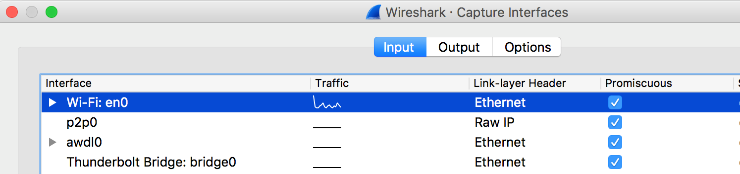 Wireshark · Capture Interfaces
Input Output Options
Interface Traffic Link-layer Header Promiscuous
Wi-Fi: en0 Ethernet
p2p0 Raw IP
awdl0 Ethernet
Thunderbolt Bridge: bridge0 Ethernet